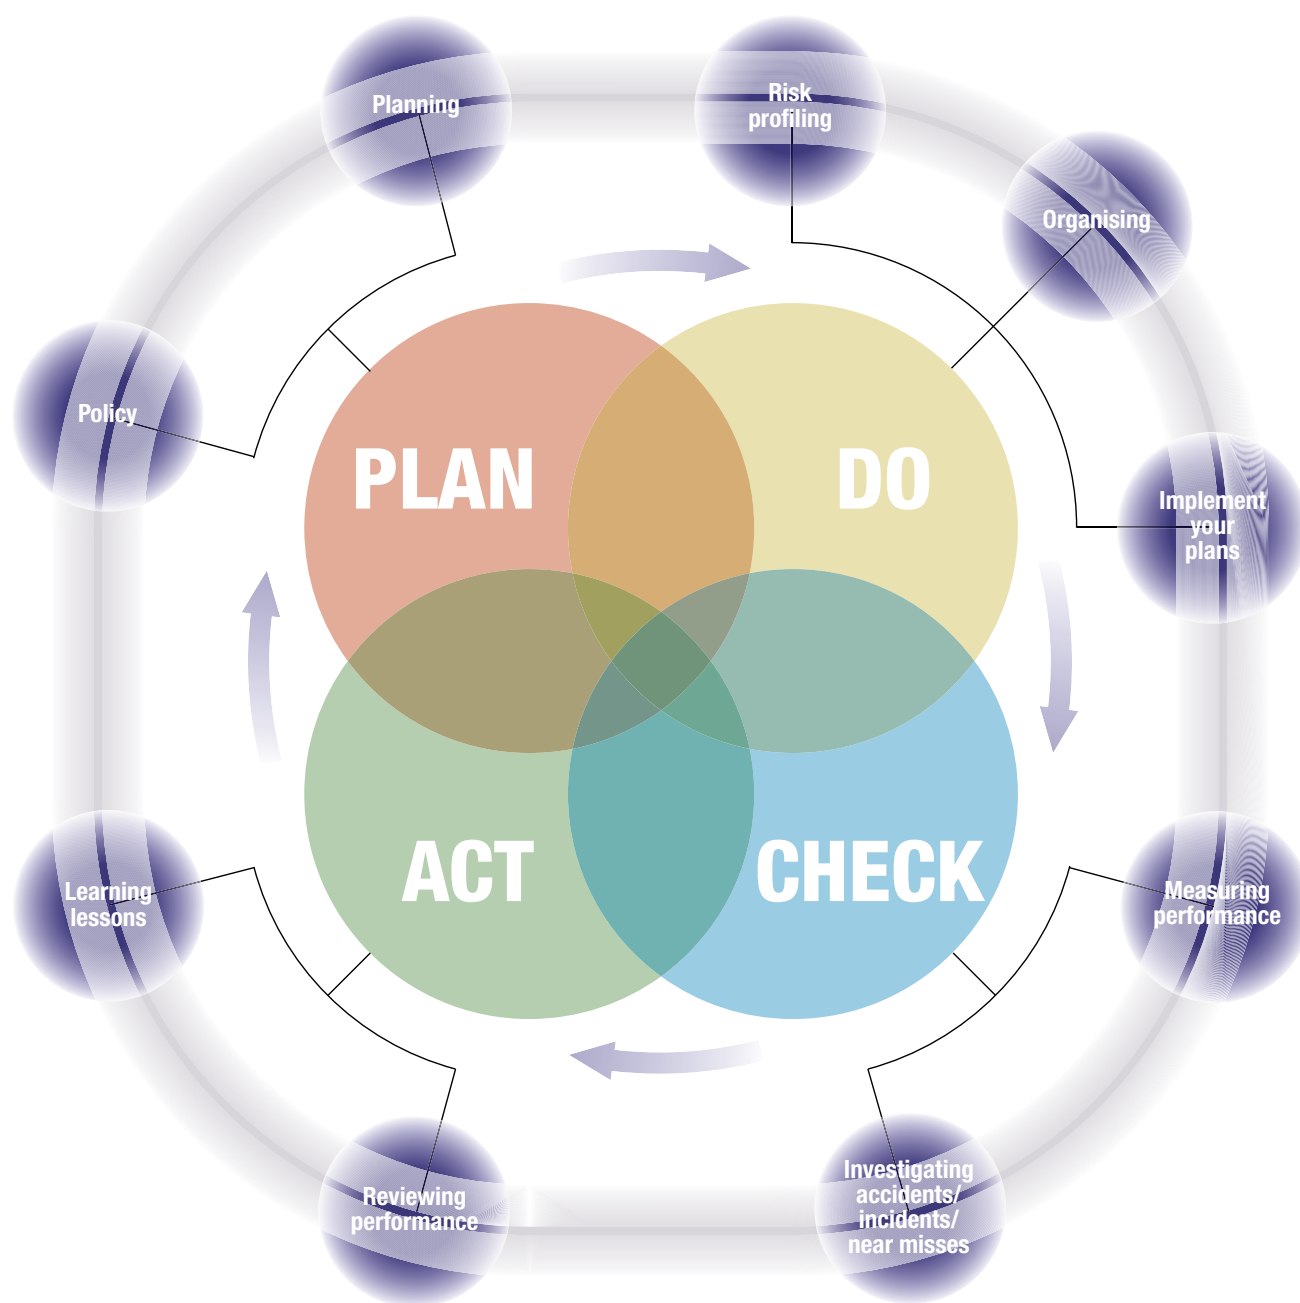 Planning
Risk
profiling
Organising
Policy
PLAN
DO
Implement
your
plans
ACT
CHECK
Learning
lessons
Measuring
performance
Reviewing
performance
Investigating
accidents/
incidents/
near misses